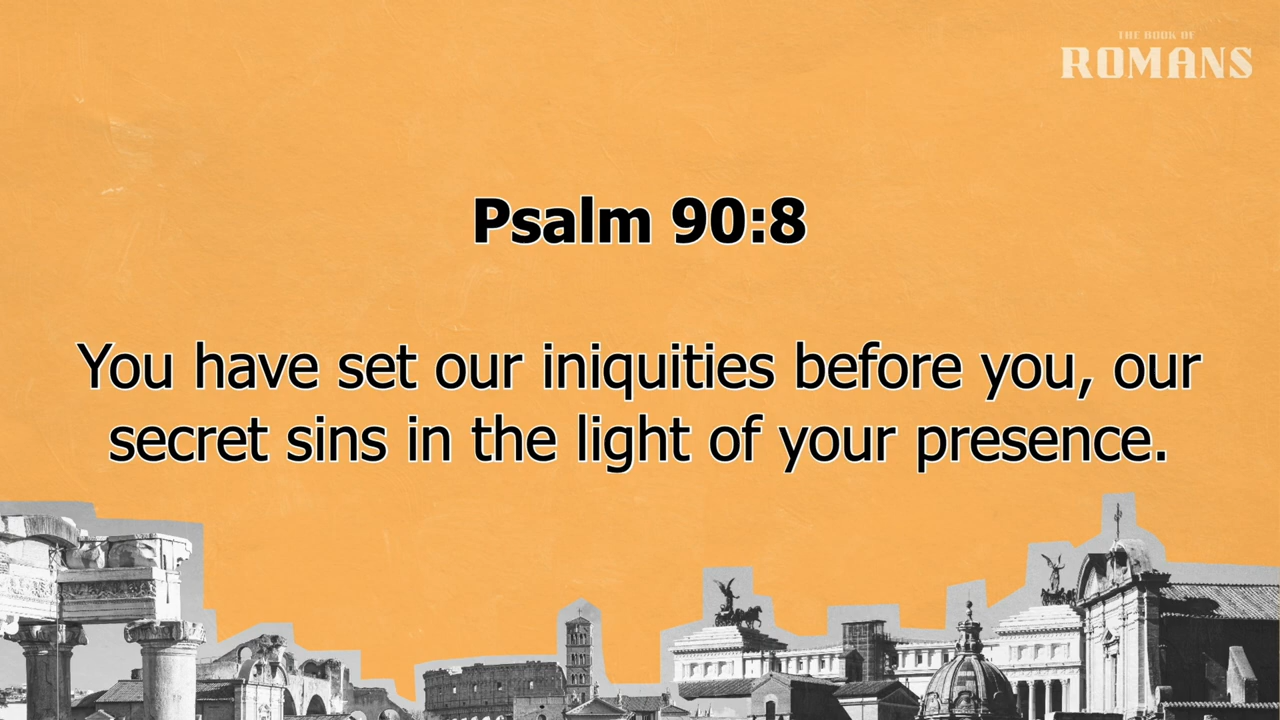 THE BOOK OF
ROMANS
Psalm 90:8
You have set our iniquities before you, our
secret sins in the light of your presence.